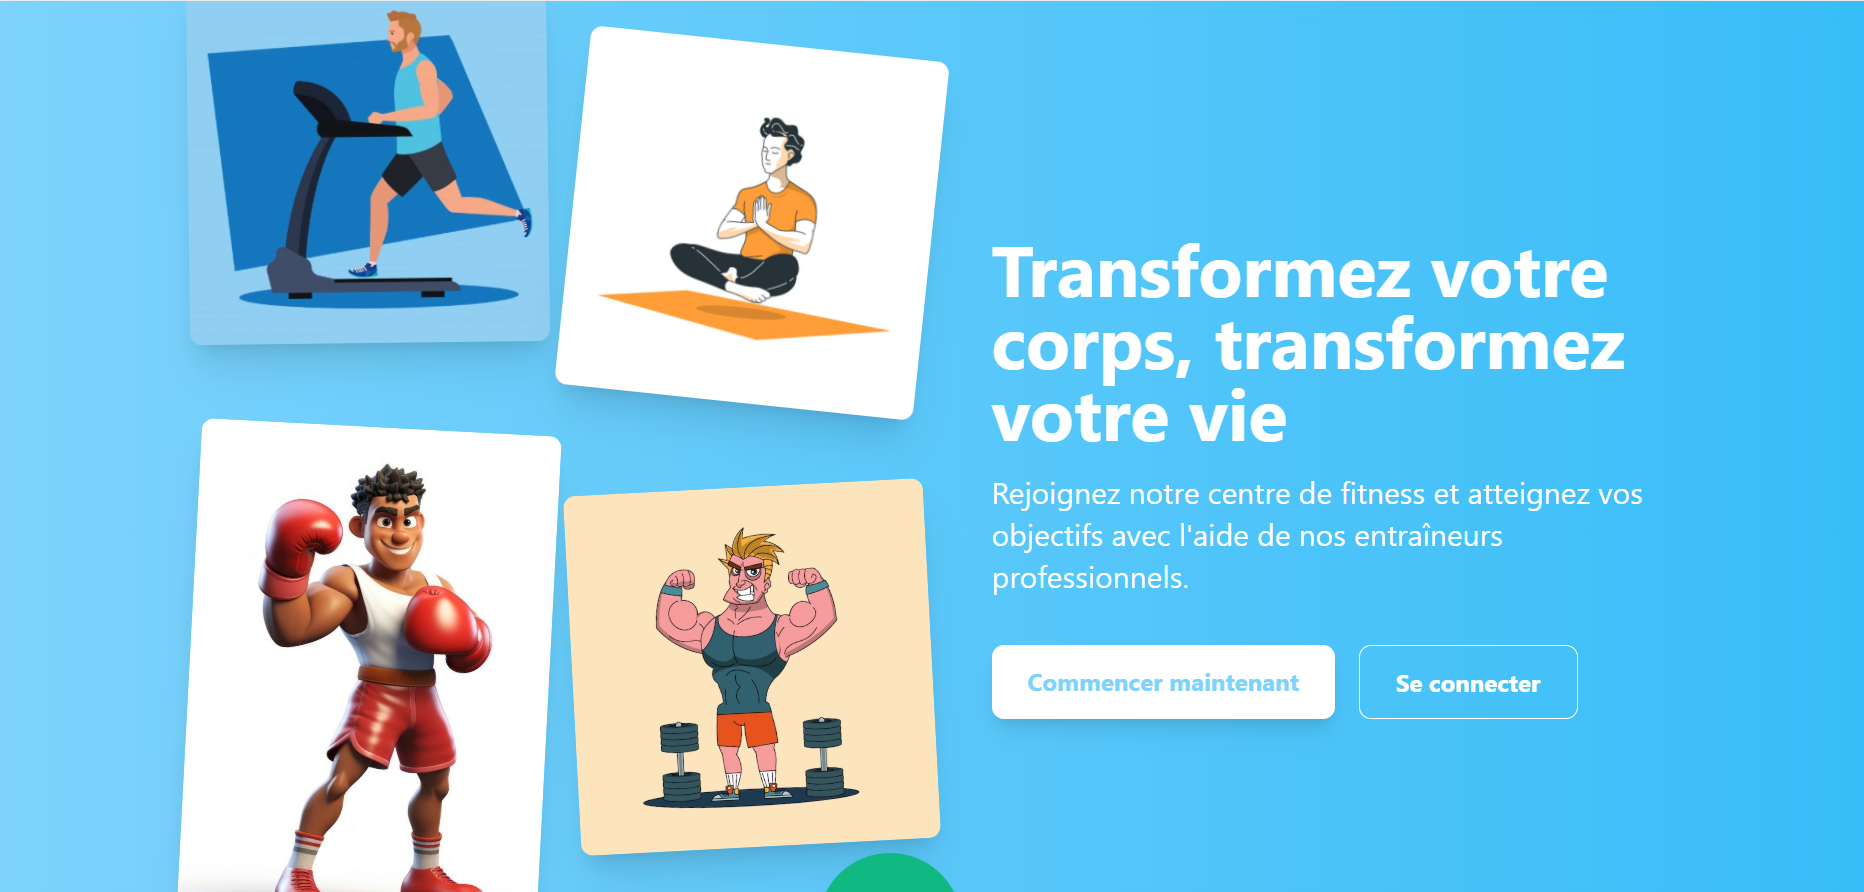 Transformez votre
corps, transformez
votre vie
Rejoignez notre centre de fitness et atteignez vos
objectifs avec l'aide de nos entraîneurs
professionnels.
Commencer maintenant
Se connecter